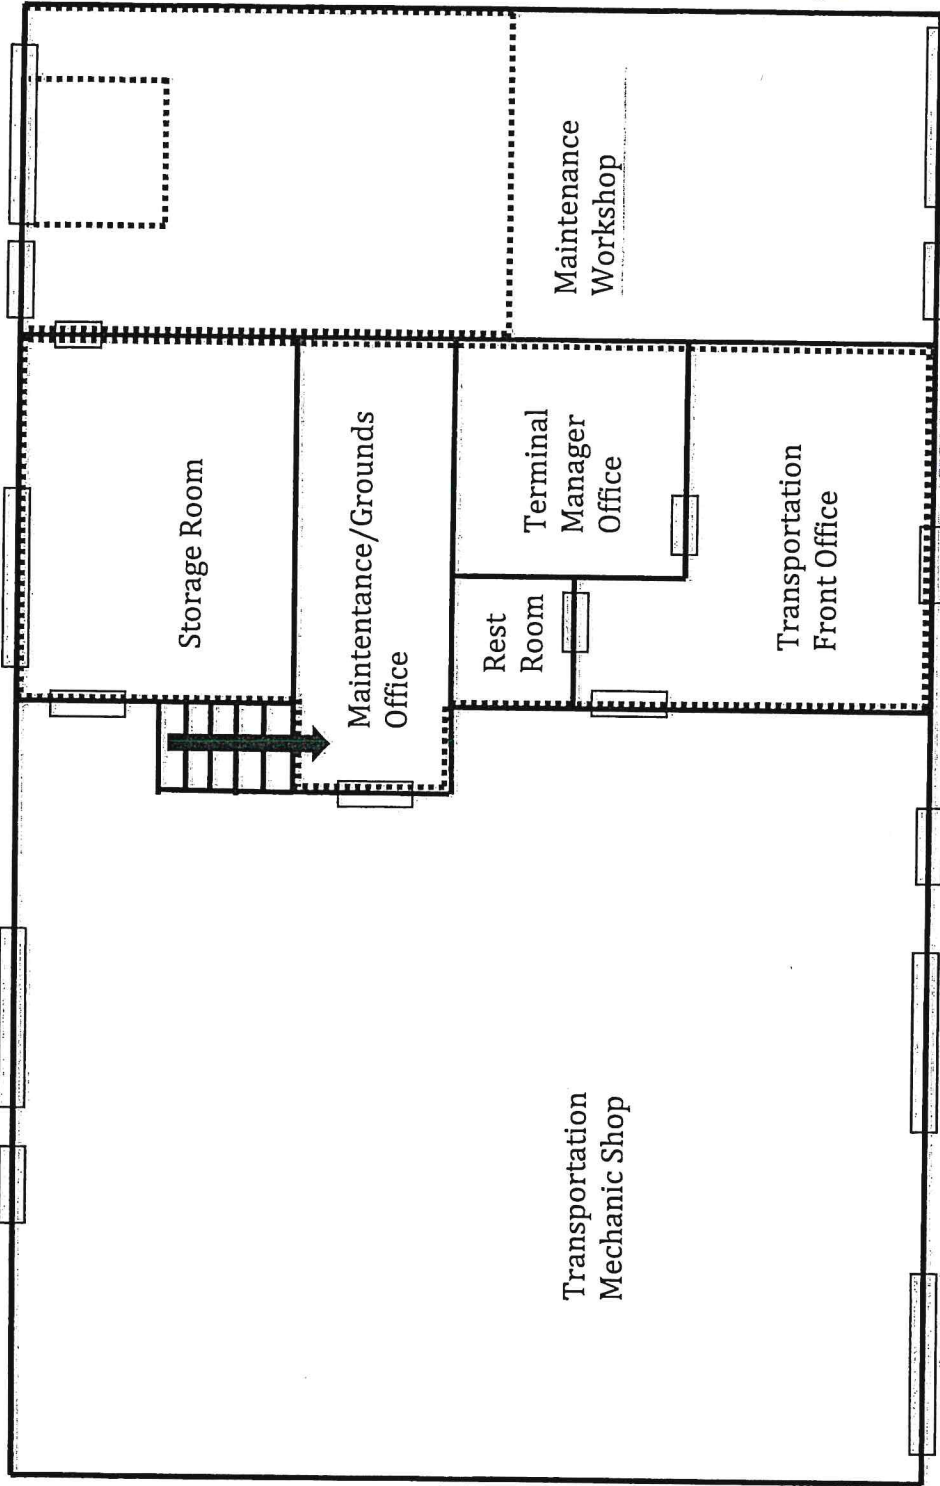 Maintenance
Workshop
Storage Room
Maintentance/Grounds
Office
Terminal
Manager
Office
Rest
Room
Transportation
Front Office
Transportation
Mechanic Shop